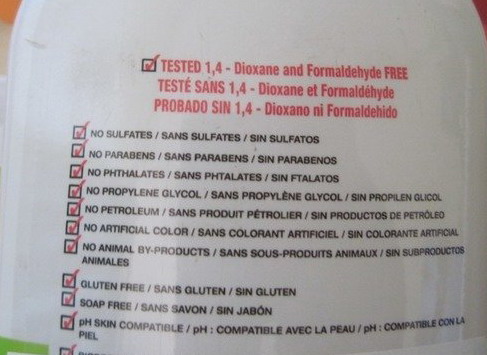 TESTED 1,4 - Dioxane and Formaldehyde FREE
TESTÉ SANS 1,4 - Dioxane et Formaldéhyde
PROBADO SIN 1,4 - Dioxano ni Formaldehido
NO SULFATES / SANS SULFATES / SIN SULFATOS
NO PARABENS / SANS PARABENS / SIN PARABENOS
NO PHTHALATES / SANS PHTALATES / SIN FTALATOS
NO PROPYLENE GLYCOL / SANS PROPYLÈNE GLYCOL / SIN PROPILEN GLICOL
NO PETROLEUM / SANS PRODUIT PÉTROLIER / SIN PRODUCTOS DE PETRÓLEO
NO ARTIFICIAL COLOR / SANS COLORANT ARTIFICIEL / SIN COLORANTE ARTIFICIAL
NO ANIMAL BY-PRODUCTS / SANS SOUS-PRODUITS ANIMAUX / SIN SUBPRODUCTOS
ANIMALES
GLUTEN FREE / SANS GLUTEN / SIN GLUTEN
SOAP FREE / SANS SAVON / SIN JABÓN
pH SKIN COMPATIBLE / pH : COMPATIBLE AVEC LA PEAU / pH : COMPATIBLE CON LA
PIEL